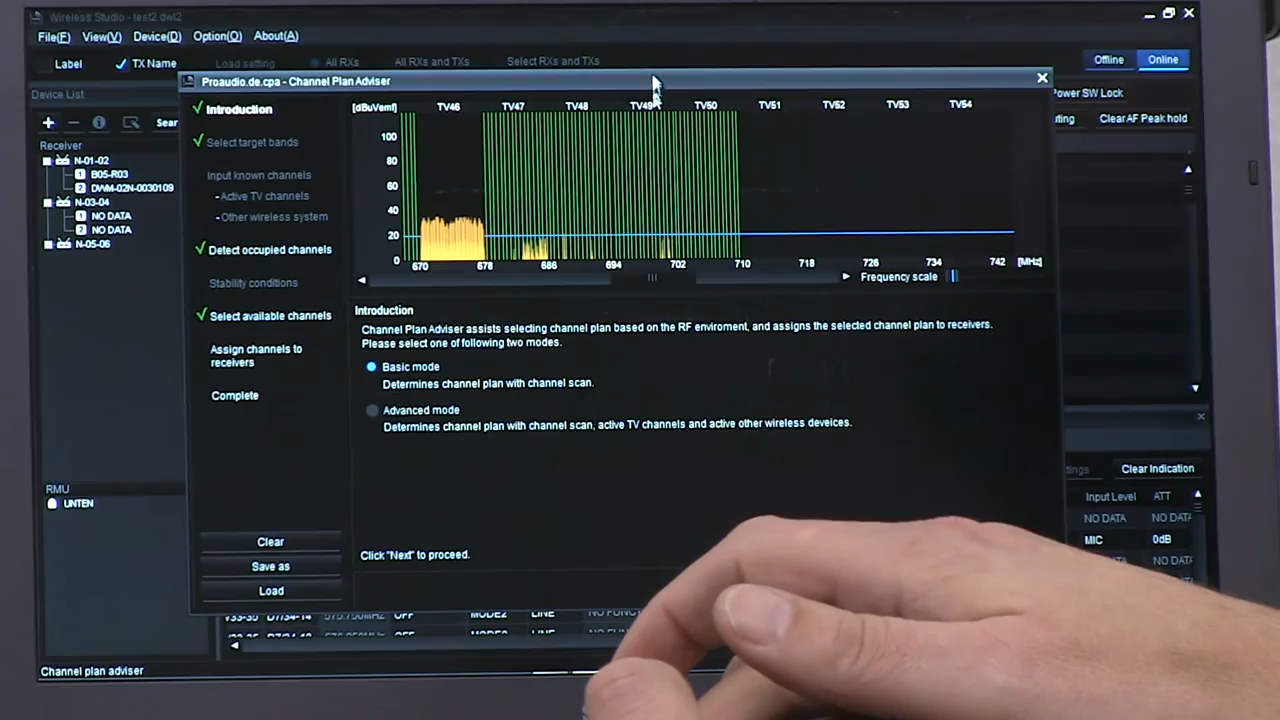 Wireless Studio - test2.dwl2
File(F) View(V) Device(D) Option(O) About(A)
Label TX Name Load setting All RXs All RXs and TXs Select RXs and TXs Offline Online
Device List
Proaudio.de.cpa - Channel Plan Adviser
Power SW Lock
Clear AF Peak hold
Receiver
N-01-02
1 B05-R03
2 DWM-02N-0030109
N-03-04
1 NO DATA
2 NO DATA
N-05-06
RMU
UNTEN
Introduction
Select target bands
Input known channels
-Active TV channels
-Other wireless system
Detect occupied channels
Stability conditions
Select available channels
Assign channels to
receivers
Complete
Clear
Save as
Load
[dBuVemf] TV46 TV47 TV48 TV49 TV50 TV51 TV52 TV53 TV54
100
80
60
40
20
0
670 678 686 694 702 710 718 726 734 742 [MHz]
Frequency scale
Introduction
Channel Plan Adviser assists selecting channel plan based on the RF enviroment, and assigns the selected channel plan to receivers.
Please select one of following two modes.
Basic mode
Determines channel plan with channel scan.
Advanced mode
Determines channel plan with channel scan, active TV channels and active other wireless deveices.
Click "Next" to proceed.
Clear Indication
Input Level ATT
NO DATA NO DATA
MIC 0dB
Channel plan adviser